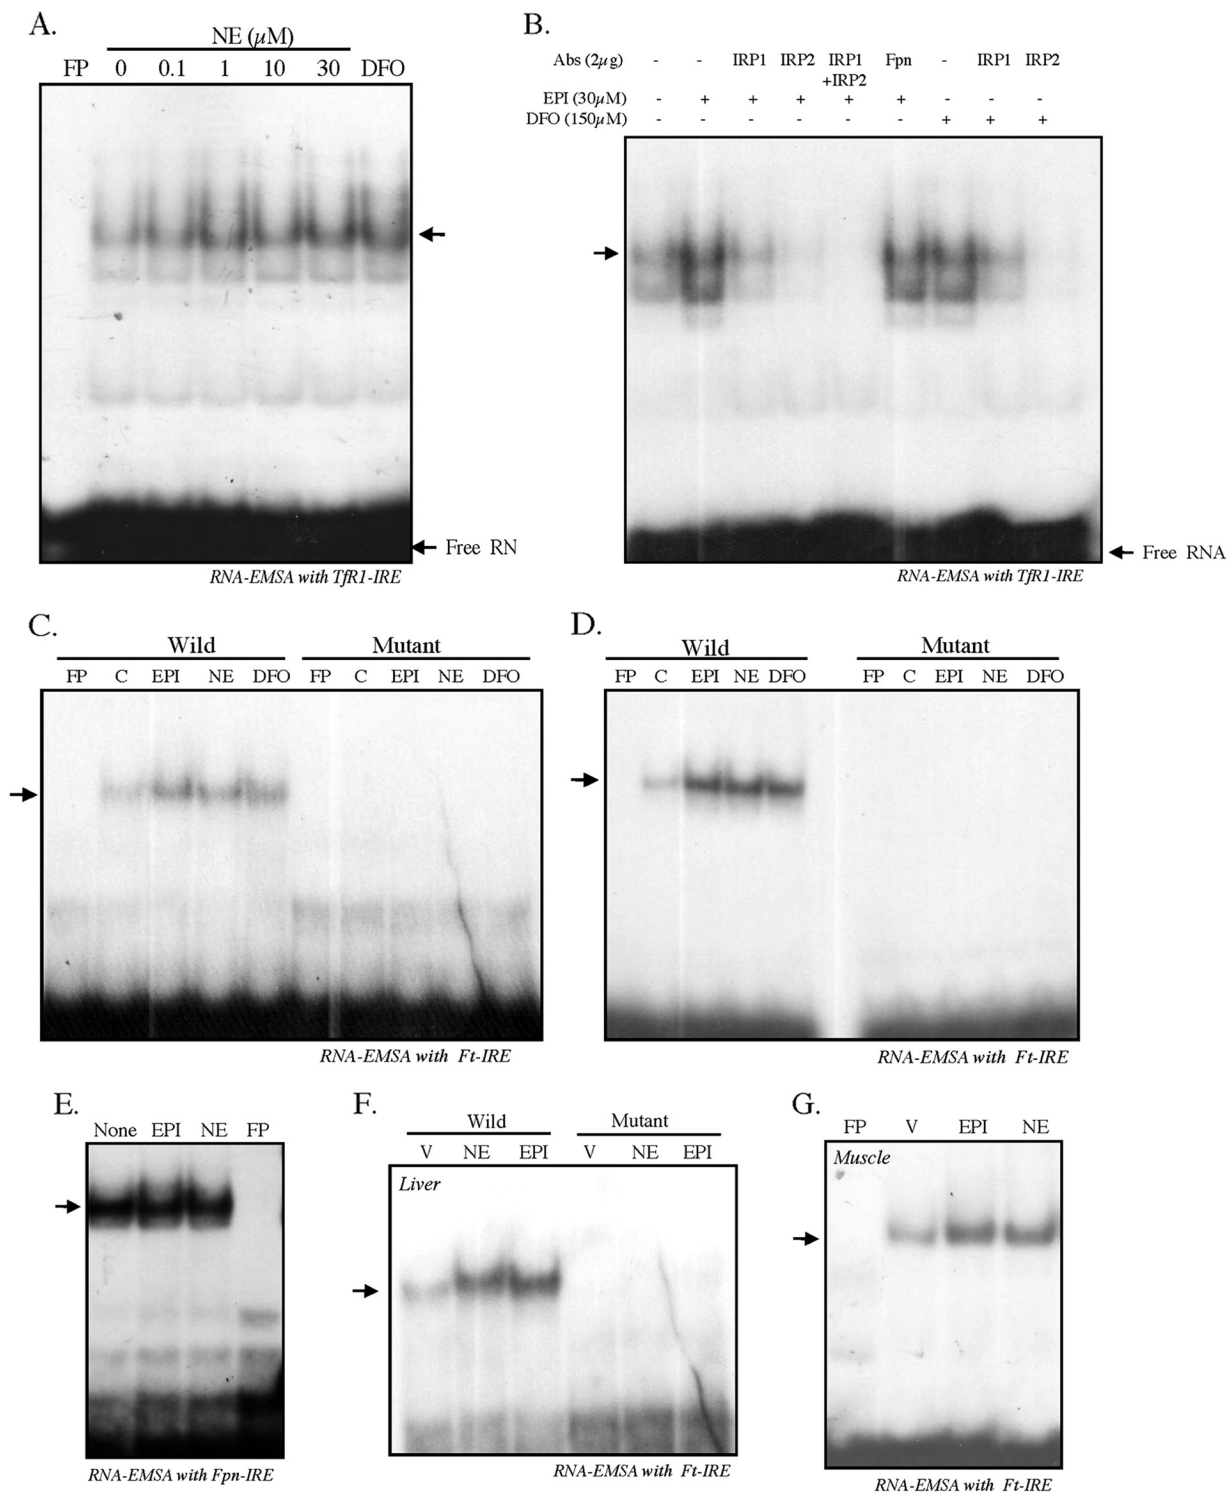 A.
NE (µM)
FP 0 0.1 1 10 30 DFO
Free RN
RNA-EMSA with TfR1-IRE
B.
Abs (2µg) - - IRP1 IRP2 IRP1 Fpn - IRP1 IRP2
+IRP2
EPI (30µM) - + + + + + - - -
DFO (150µM) - - - - - - + + +
Free RNA
RNA-EMSA with TfR1-IRE
C.
Wild Mutant
FP C EPI NE DFO FP C EPI NE DFO
RNA-EMSA with Ft-IRE
D.
Wild Mutant
FP C EPI NE DFO FP C EPI NE DFO
RNA-EMSA with Ft-IRE
E.
None EPI NE FP
RNA-EMSA with Fpn-IRE
F.
Wild Mutant
V NE EPI V NE EPI
Liver
RNA-EMSA with Ft-IRE
G.
FP V EPI NE
Muscle
RNA-EMSA with Ft-IRE